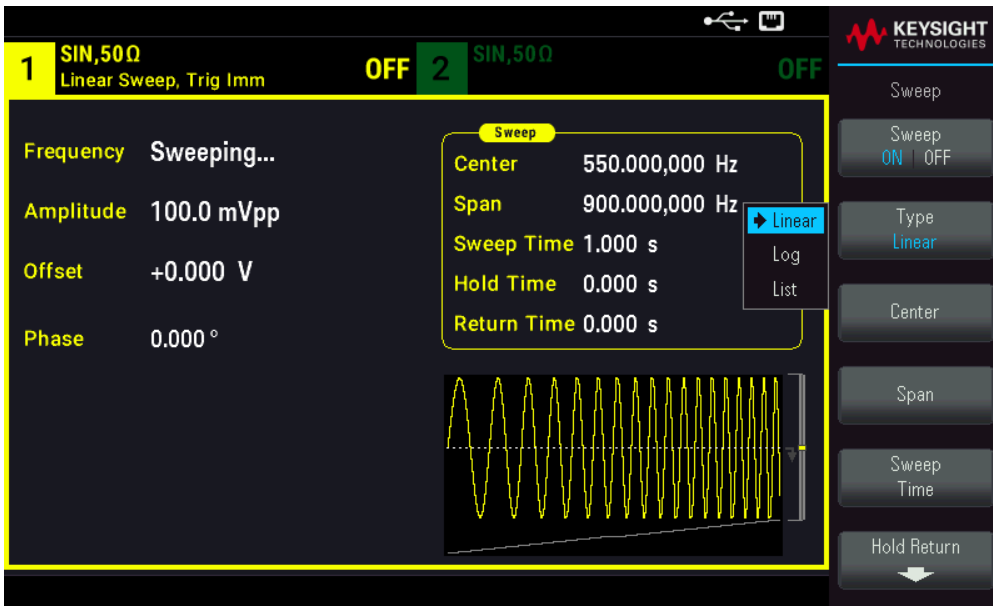 KEYSIGHT
TECHNOLOGIES
1 SIN,50Ω OFF
Linear Sweep, Trig Imm
2 SIN,50Ω OFF
Sweep
Frequency Sweeping...
Amplitude 100.0 mVpp
Offset +0.000 V
Phase 0.000 °
Sweep
Center 550.000,000 Hz
Span 900.000,000 Hz
Sweep Time 1.000 s
Hold Time 0.000 s
Return Time 0.000 s
Linear
Log
List
Sweep
ON | OFF
Type
Linear
Center
Span
Sweep
Time
Hold Return